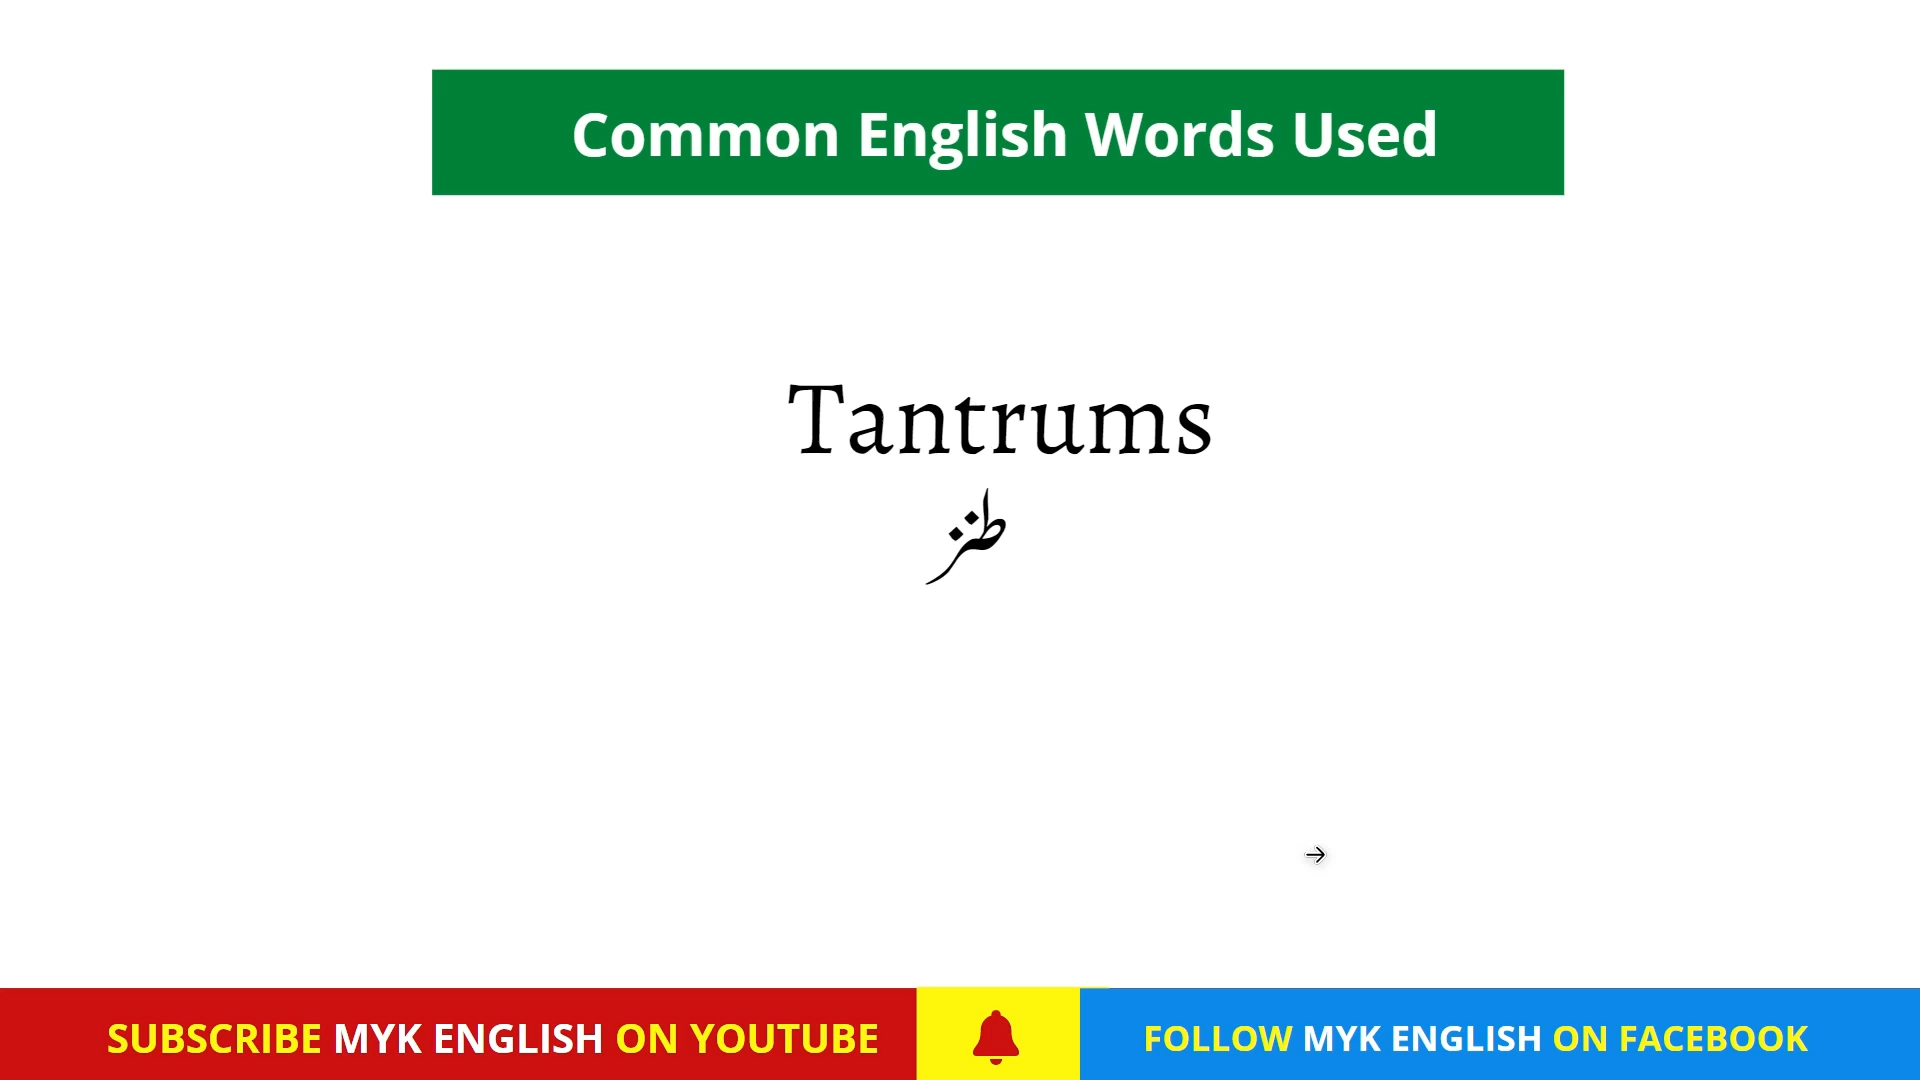 Common English Words Used
Tantrums
طنز
SUBSCRIBE MYK ENGLISH ON YOUTUBE
FOLLOW MYK ENGLISH ON FACEBOOK